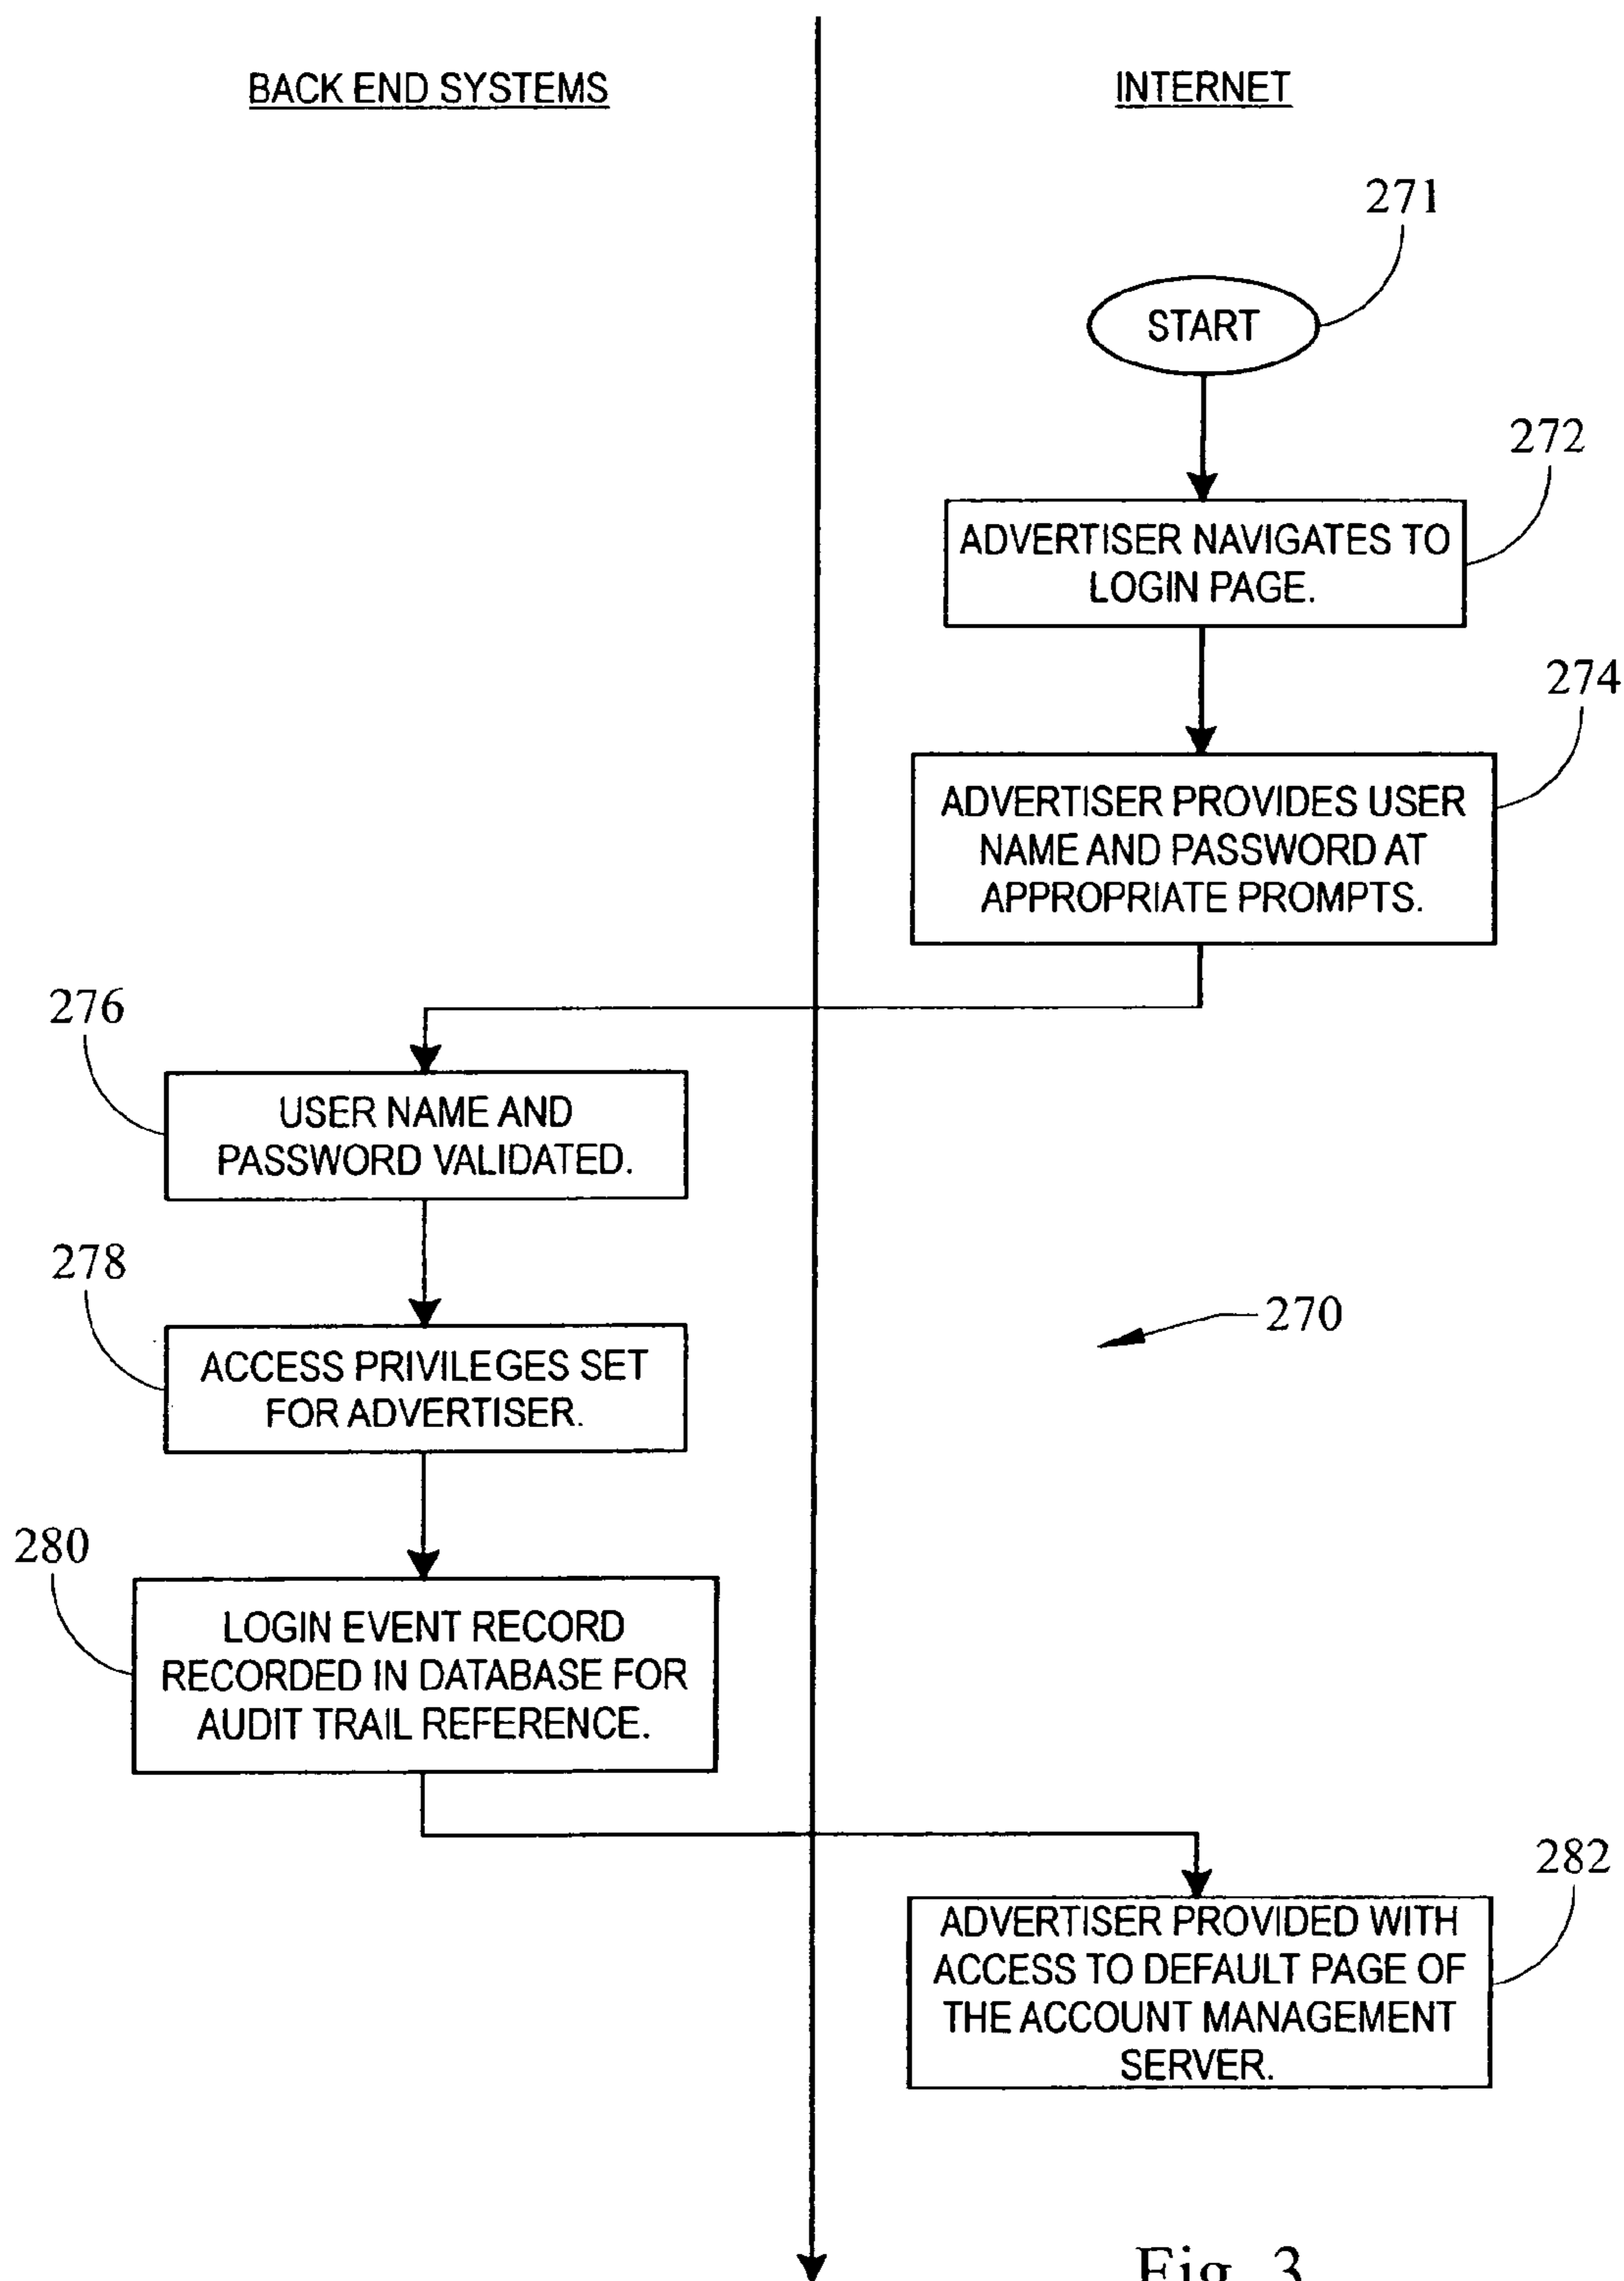 BACK END SYSTEMS
INTERNET
271
START
272
ADVERTISER NAVIGATES TO
LOGIN PAGE.
274
ADVERTISER PROVIDES USER
NAME AND PASSWORD AT
APPROPRIATE PROMPTS.
276
USER NAME AND
PASSWORD VALIDATED.
278
ACCESS PRIVILEGES SET
FOR ADVERTISER.
270
280
LOGIN EVENT RECORD
RECORDED IN DATABASE FOR
AUDIT TRAIL REFERENCE.
282
ADVERTISER PROVIDED WITH
ACCESS TO DEFAULT PAGE OF
THE ACCOUNT MANAGEMENT
SERVER.
Fig. 3